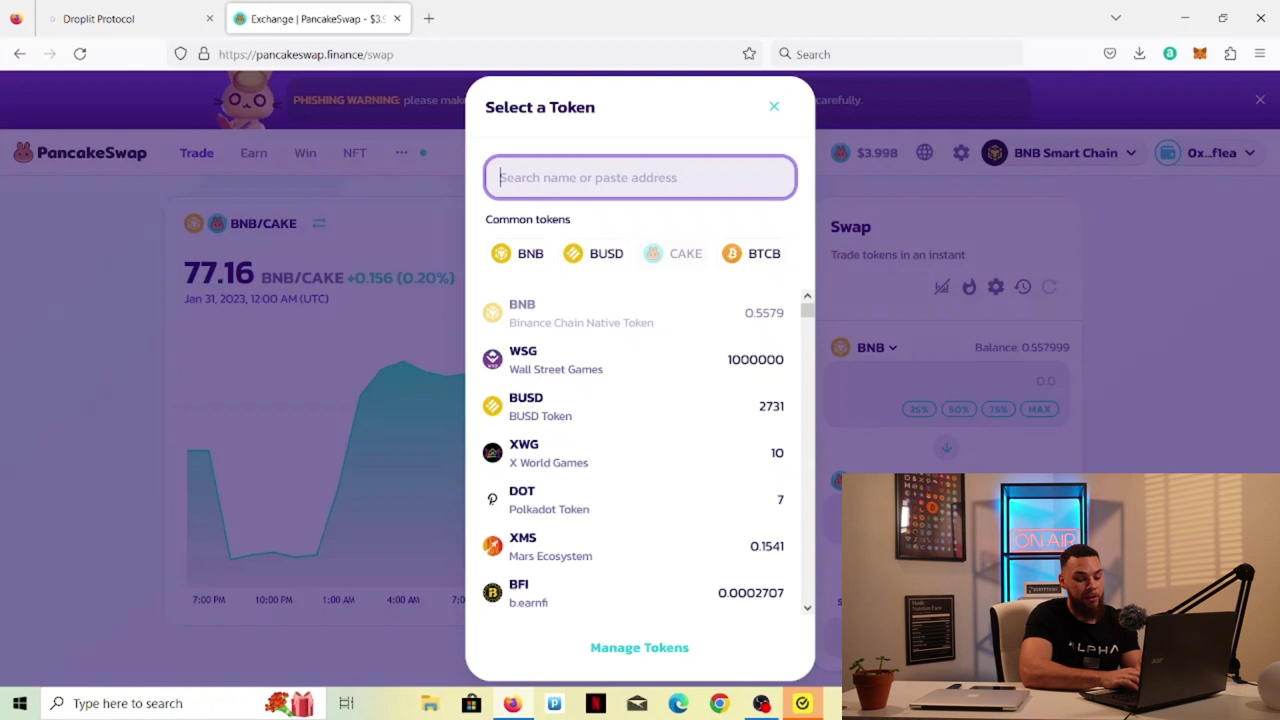 Droplit Protocol
Exchange | PancakeSwap - $3.9
https://pancakeswap.finance/swap
Search
PHISHING WARNING: please mak
carefully.
PancakeSwap
Trade
Earn
Win
NFT
$3.998
BNB Smart Chain
0x...f1ea
Select a Token
Search name or paste address
Common tokens
BNB
BUSD
CAKE
BTCB
BNB
Binance Chain Native Token
0.5579
WSG
Wall Street Games
1000000
BUSD
BUSD Token
2731
XWG
X World Games
10
DOT
Polkadot Token
7
XMS
Mars Ecosystem
0.1541
BFI
b.earnfi
0.0002707
Manage Tokens
BNB/CAKE
77.16 BNB/CAKE +0.156 (0.20%)
Jan 31, 2023, 12:00 AM (UTC)
7:00 PM
10:00 PM
1:00 AM
4:00 AM
7:0
Swap
Trade tokens in an instant
BNB
Balance: 0.557999
0.0
25%
50%
75%
MAX
ON AIR
ALPHA
Type here to search